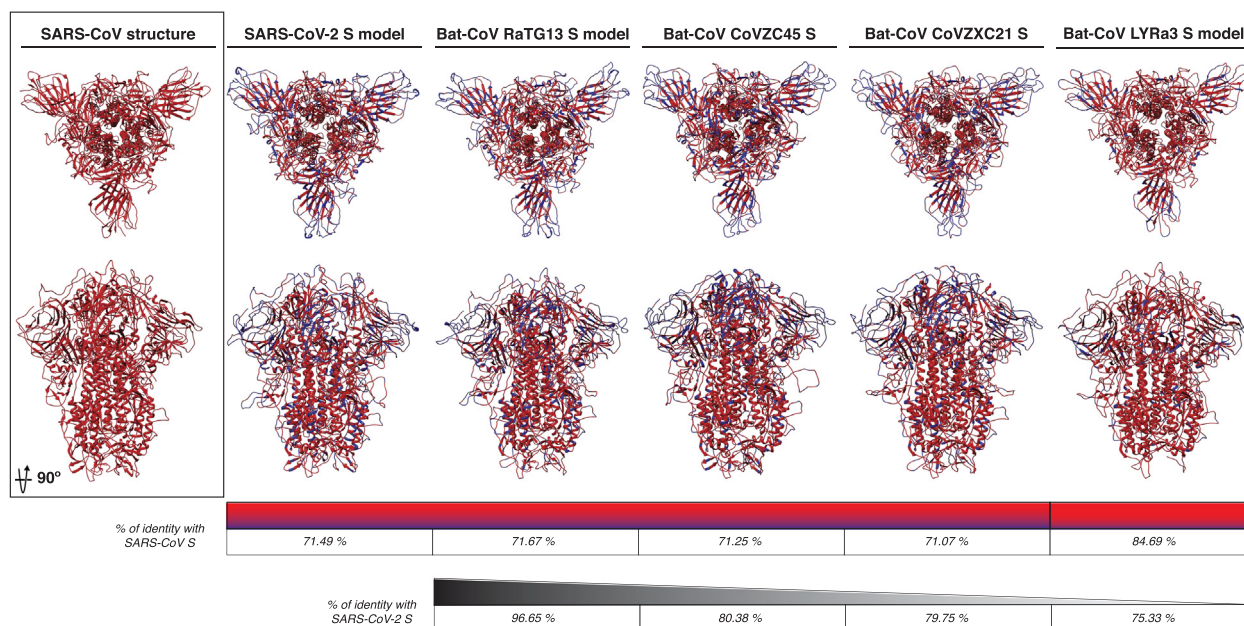 SARS-CoV structure
SARS-CoV-2 S model
Bat-CoV RaTG13 S model
Bat-CoV CoVZC45 S
Bat-CoV CoVZXC21 S
Bat-CoV LYRa3 S model
90º
% of identity with
SARS-CoV S
71.49 %
71.67 %
71.25 %
71.07 %
84.69 %
% of identity with
SARS-CoV-2 S
96.65 %
80.38 %
79.75 %
75.33 %